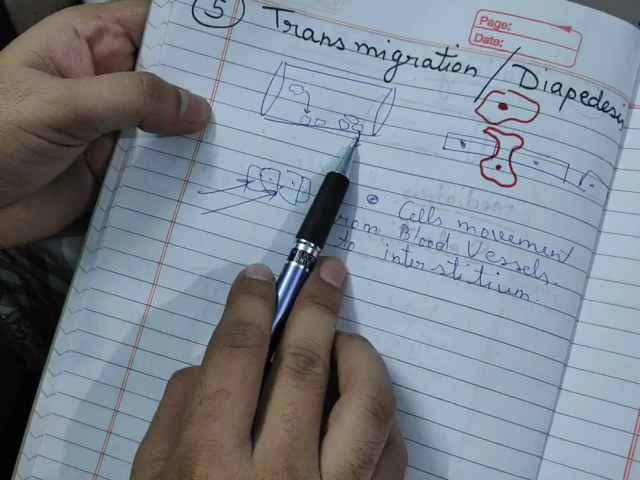 Page:
Date:
5 Transmigration / Diapedesis
• Cells movement
from Blood Vessels
to interstitium.